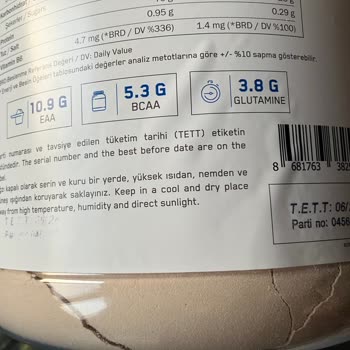 0.95 g
0.29 g
4.7 mg (*BRD / DV %336)
1.4 mg (*BRD / DV %100)
Tuz / Salt
DV: Daily Value
tablosundaki değerler analiz metotlarına göre +/- %10 sapma gösterebilir.
10.9 G
EAA
5.3 G
BCAA
3.8 G
GLUTAMINE
numarası ve tavsiye edilen tüketim tarihi (TETT) etiketin
The serial number and the best before date are on the
kapalı olarak serin ve kuru bir yerde, yüksek ısıdan, nemden ve
ışığından koruyarak saklayınız. Keep in a cool and dry place
away from high temperature, humidity and direct sunlight.
8 681763
T.E.T.T: 06/
Parti no: 0456